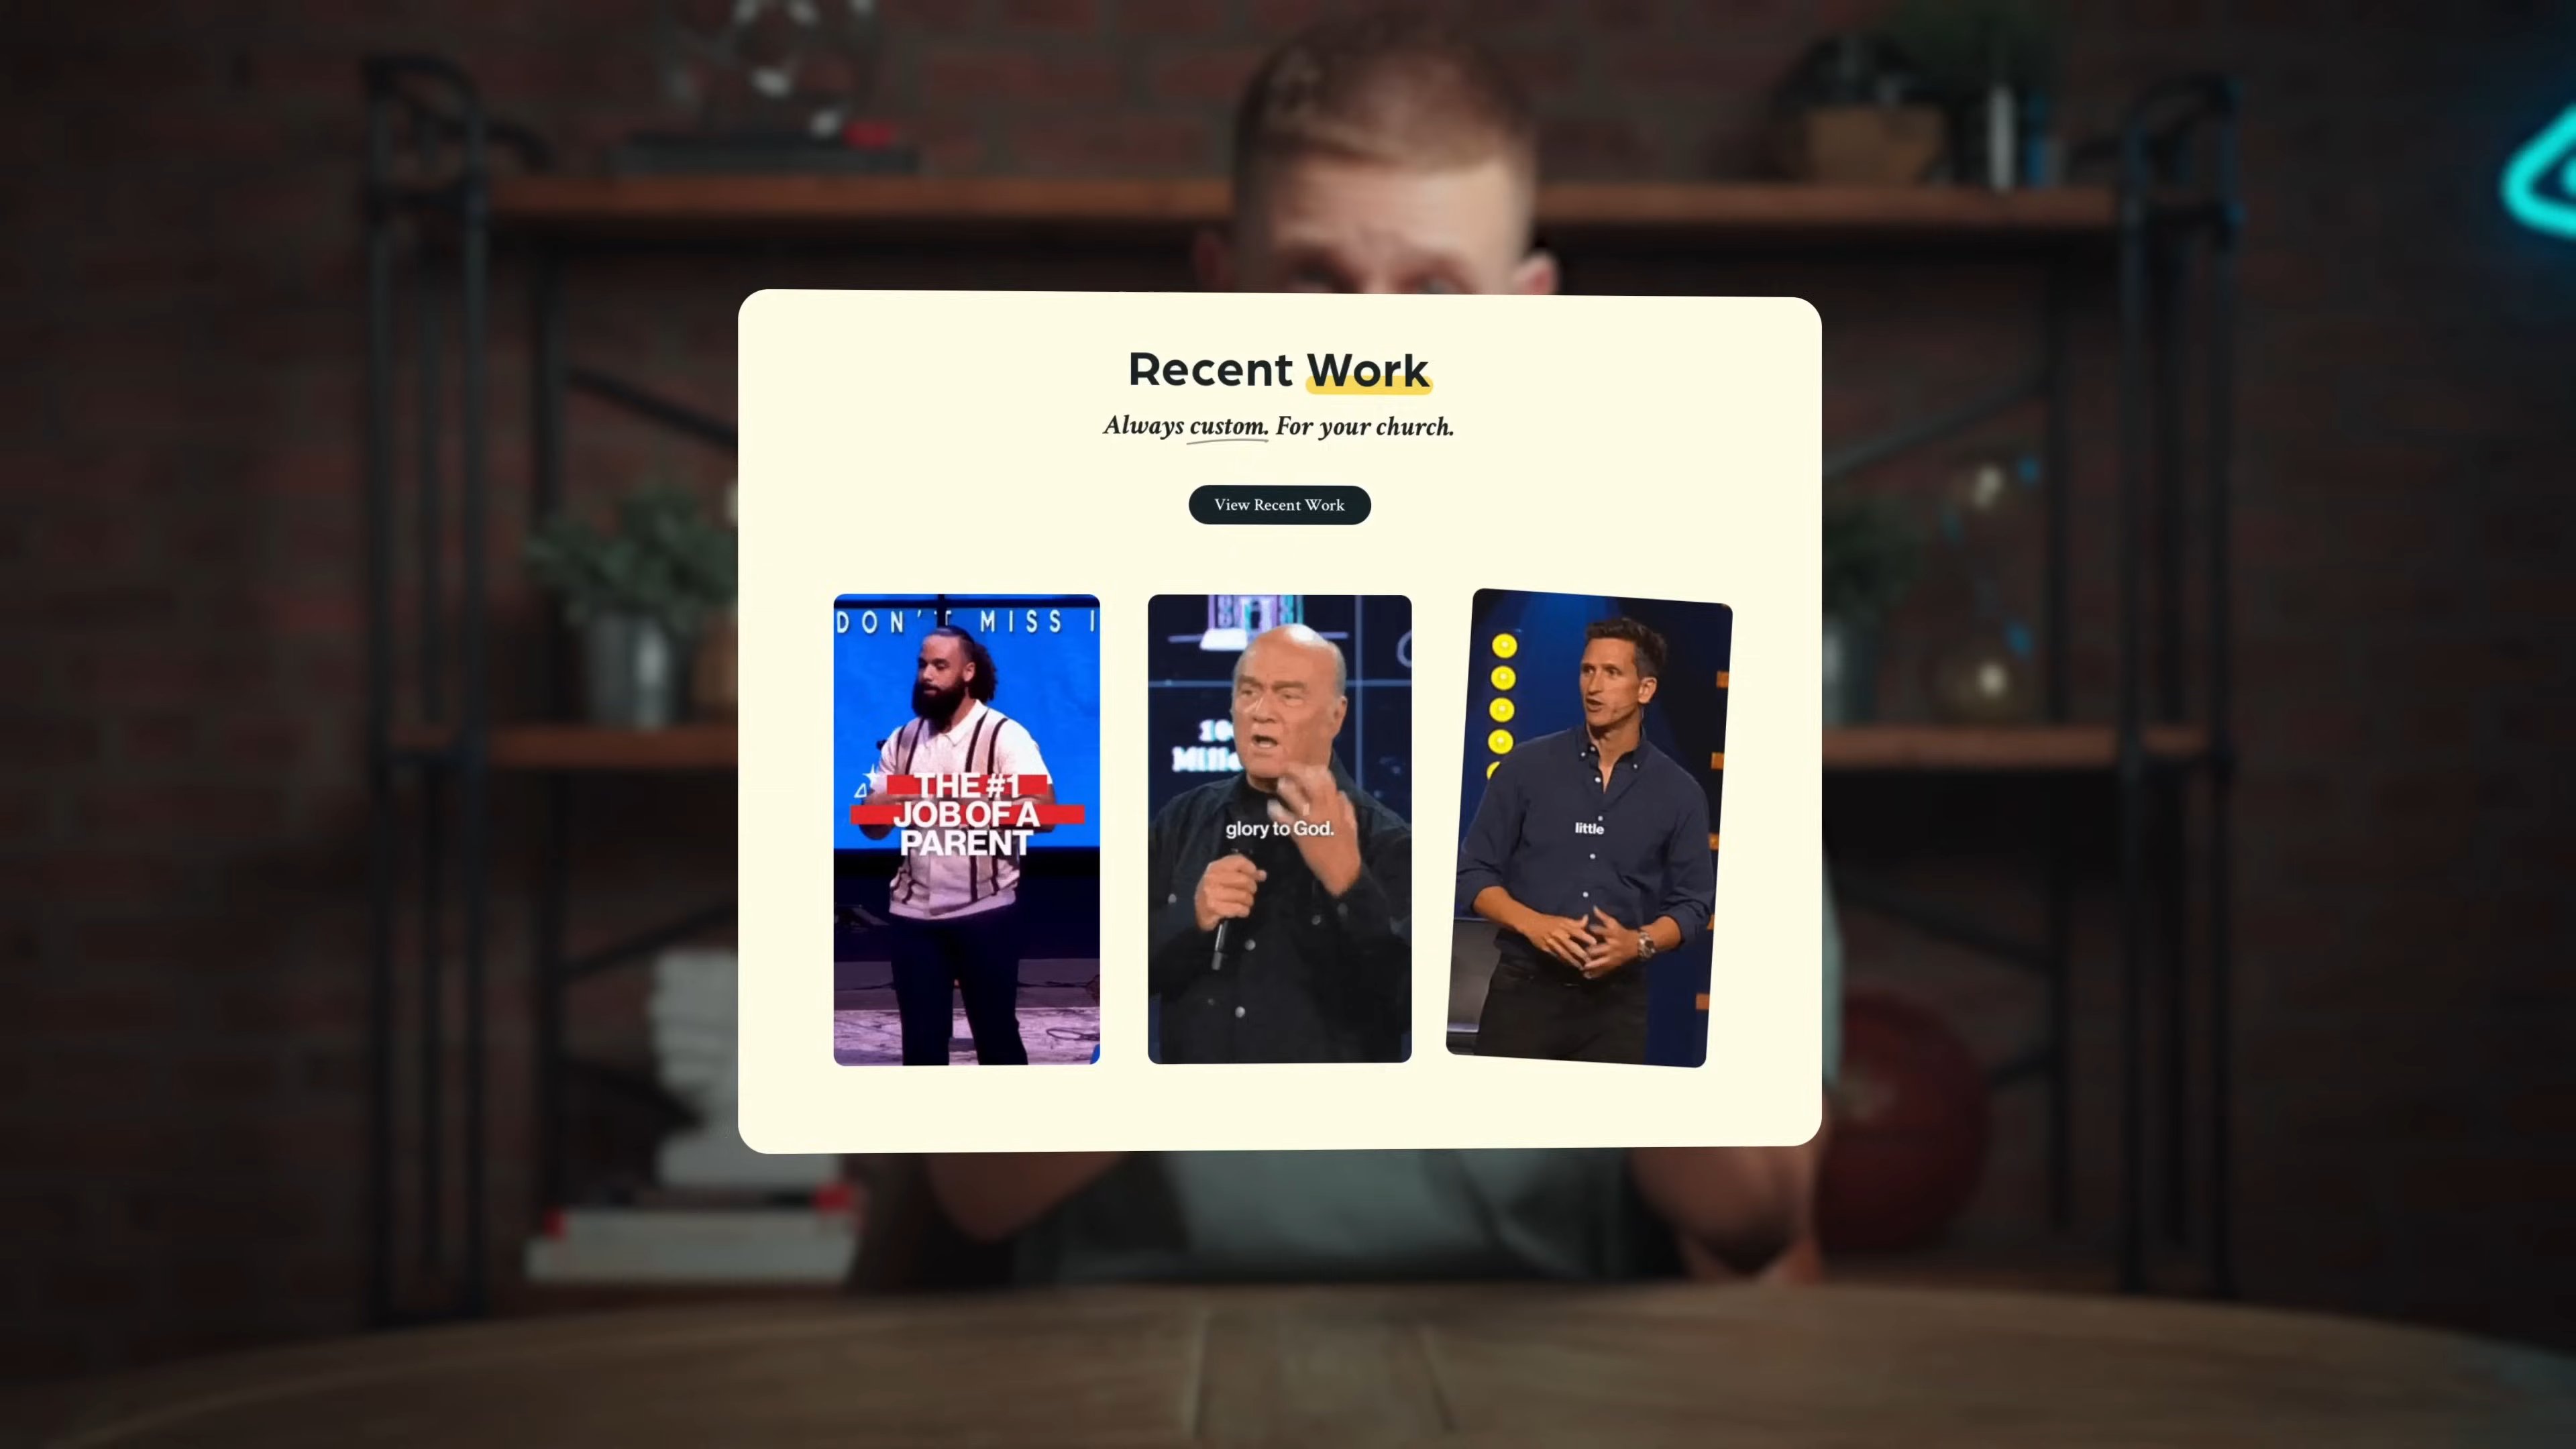 Recent Work
Always custom. For your church.
View Recent Work
DON'T MISS I
THE #1
JOB OF A
PARENT
glory to God.
little